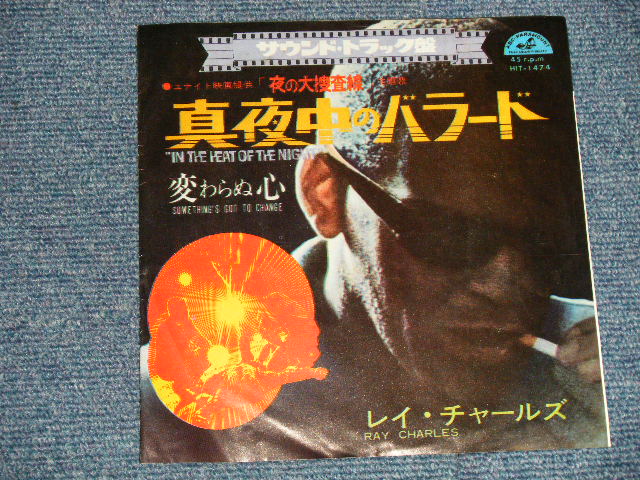 サウンド・トラック盤
ABC-PARAMOUNT
45 r.p.m
HIT-1474
●ユナイト映画提供「夜の大捜査線」主題歌
真夜中のバラード
"IN THE HEAT OF THE NIGHT"
変わらぬ心
SOMETHING'S GOT TO CHANGE
レイ・チャールズ
RAY CHARLES